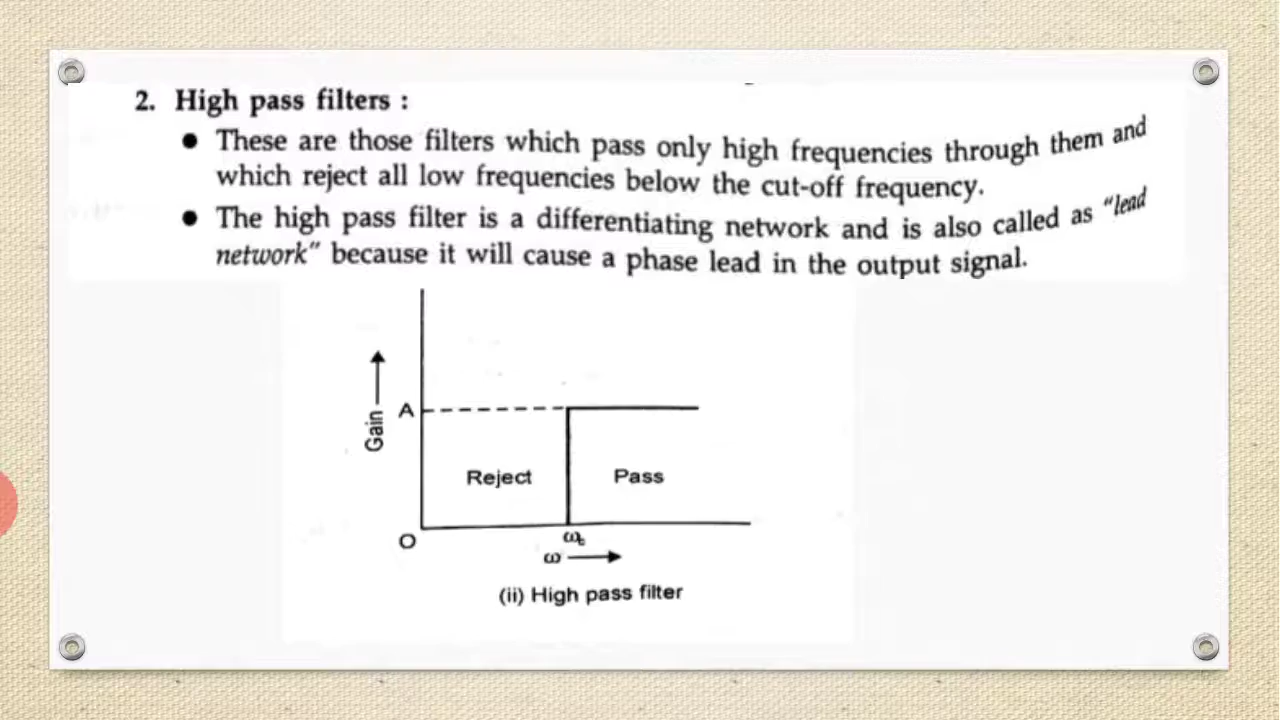 2. High pass filters :
● These are those filters which pass only high frequencies through them and
which reject all low frequencies below the cut-off frequency.
● The high pass filter is a differentiating network and is also called as "lead
network" because it will cause a phase lead in the output signal.
Gain
A
Reject
Pass
O
ω
(ii) High pass filter